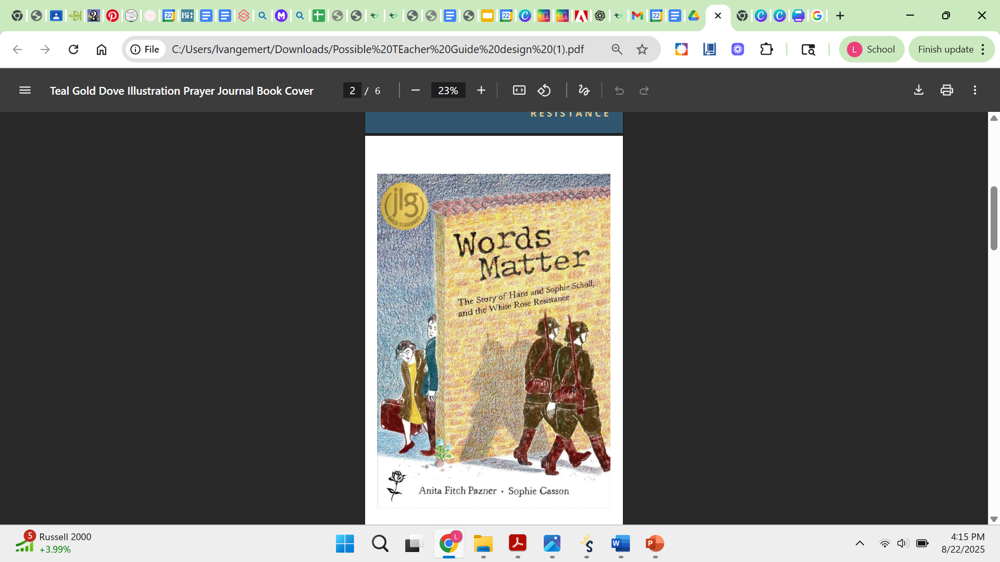 File
C:/Users/lvangemert/Downloads/Possible%20TEacher%20Guide%20design%20(1).pdf
L
School
Finish update
Teal Gold Dove Illustration Prayer Journal Book Cover
2 / 6
23%
RESISTANCE
jlg
GOLD STANDARD
Words
Matter
The Story of Hans and Sophie Scholl,
and the White Rose Resistance
Anita Fitch Pazner · Sophie Casson
5
Russell 2000
+3.99%
L
4:15 PM
8/22/2025